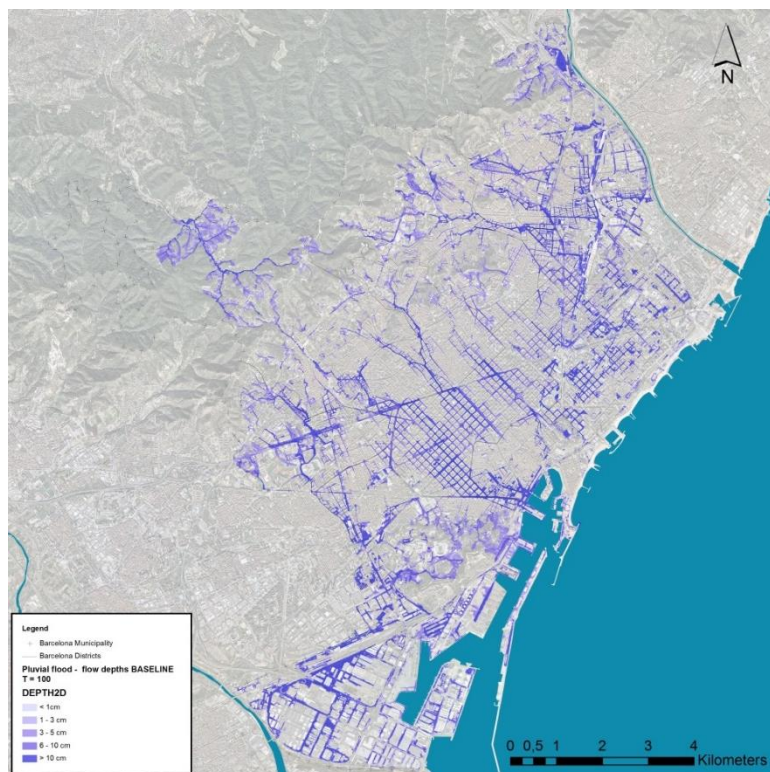 N
Legend
Barcelona Municipality
Barcelona Districts
Pluvial flood - flow depths BASELINE
T = 100
DEPTH2D
< 1cm
1 - 3 cm
3 - 5 cm
6 - 10 cm
> 10 cm
0 0,5 1 2 3 4
Kilometers